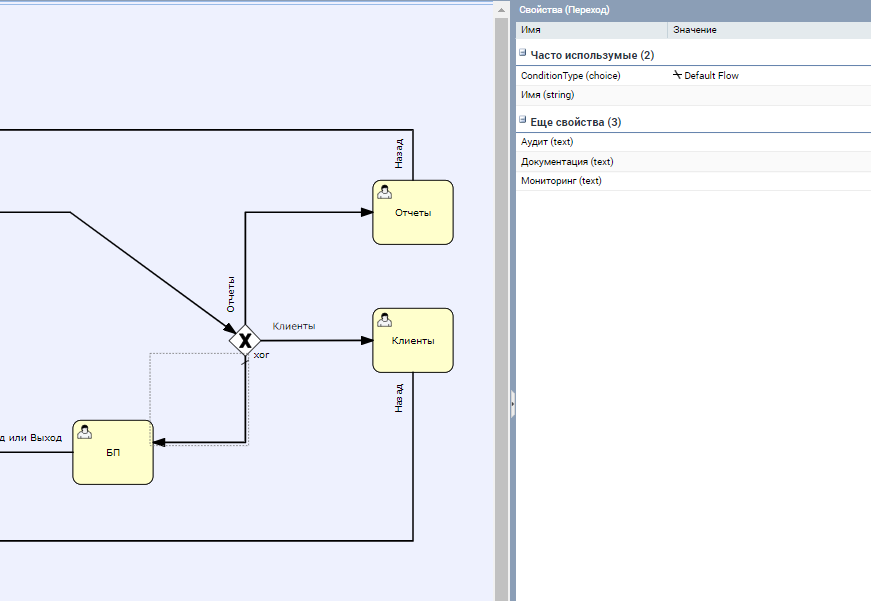 Назад
Отчеты
Отчеты
Клиенты
Клиенты
xor
Назад
д или Выход
БП
Свойства (Переход)
Имя Значение
Часто использумые (2)
ConditionType (choice) Default Flow
Имя (string)
Еще свойства (3)
Аудит (text)
Документация (text)
Мониторинг (text)